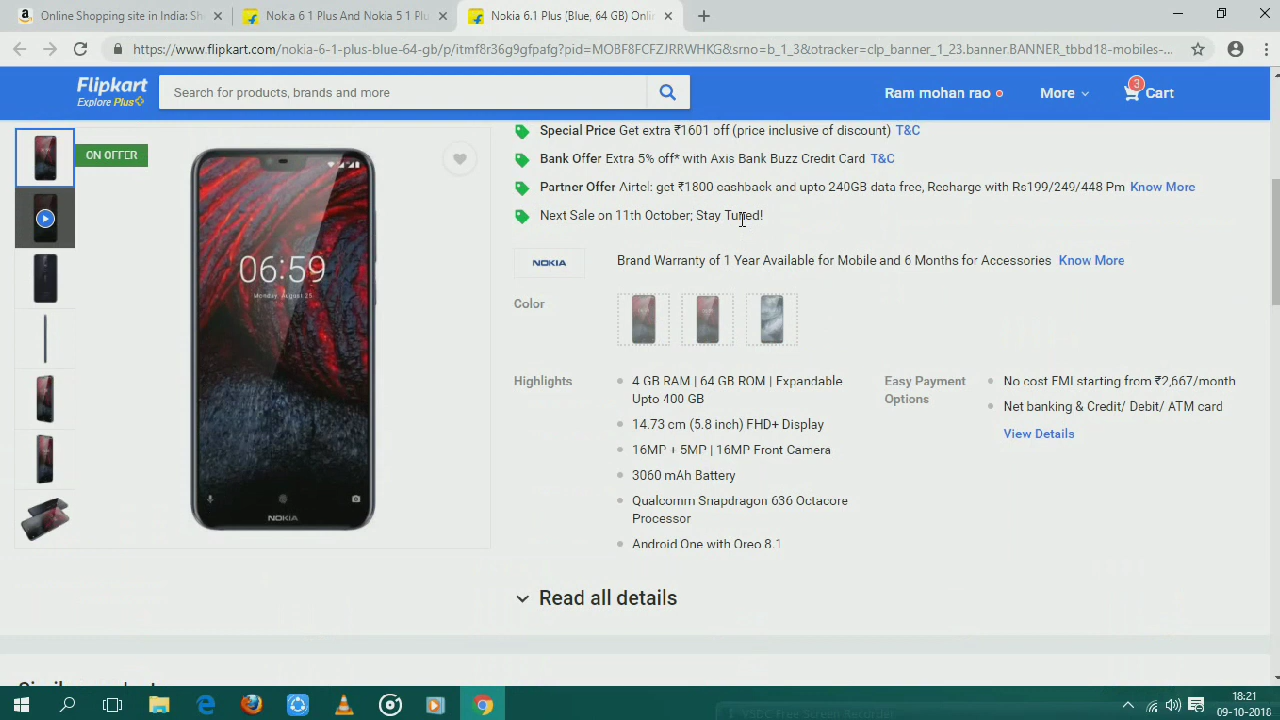 Online Shopping site in India: Sh
Nokia 6 1 Plus And Nokia 5 1 Plu
Nokia 6.1 Plus (Blue, 64 GB) Onli
https://www.flipkart.com/nokia-6-1-plus-blue-64-gb/p/itmf8r36g9gfpafg?pid=MOBF8FCFZJRRWHKG&srno=b_1_3&otracker=clp_banner_1_23.banner.BANNER_tbbd18-mobiles-...
Flipkart
Explore Plus
Search for products, brands and more
Ram mohan rao
More
3
Cart
ON OFFER
06:59
Monday August 25
NOKIA
Special Price Get extra ₹1601 off (price inclusive of discount) T&C
Bank Offer Extra 5% off* with Axis Bank Buzz Credit Card T&C
Partner Offer Airtel: get ₹1800 cashback and upto 240GB data free, Recharge with Rs199/249/448 Pm Know More
Next Sale on 11th October; Stay Tuned!
NOKIA
Brand Warranty of 1 Year Available for Mobile and 6 Months for Accessories Know More
Color
Highlights
4 GB RAM | 64 GB ROM | Expandable
Upto 400 GB
14.73 cm (5.8 inch) FHD+ Display
16MP + 5MP | 16MP Front Camera
3060 mAh Battery
Qualcomm Snapdragon 636 Octacore
Processor
Android One with Oreo 8.1
Easy Payment
Options
No cost EMI starting from ₹2,667/month
Net banking & Credit/ Debit/ ATM card
View Details
Read all details
18:21
09-10-2018